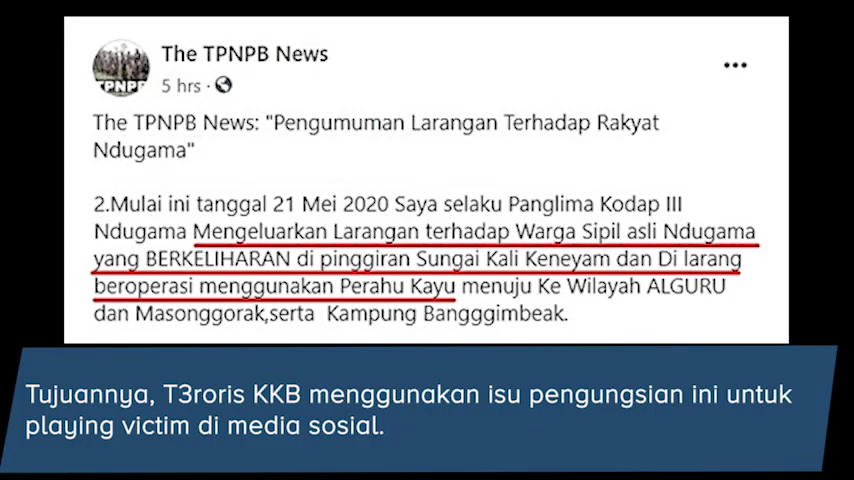 The TPNPB News
TPNPB
5 hrs ·
The TPNPB News: "Pengumuman Larangan Terhadap Rakyat
Ndugama"
2.Mulai ini tanggal 21 Mei 2020 Saya selaku Panglima Kodap III
Ndugama Mengeluarkan Larangan terhadap Warga Sipil asli Ndugama
yang BERKELIHARAN di pinggiran Sungai Kali Keneyam dan Di larang
beroperasi menggunakan Perahu Kayu menuju Ke Wilayah ALGURU
dan Masonggorak,serta Kampung Bangggimbeak.
Tujuannya, T3roris KKB menggunakan isu pengungsian ini untuk
playing victim di media sosial.